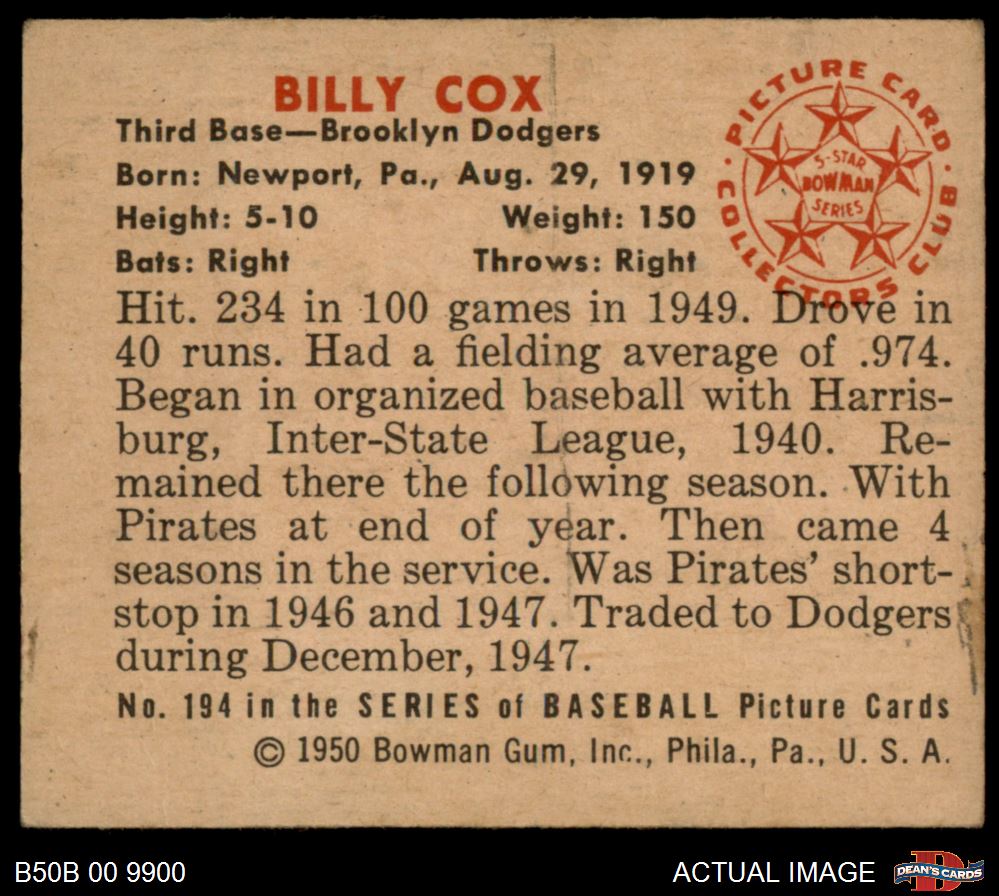 BILLY COX
Third Base—Brooklyn Dodgers
Born: Newport, Pa., Aug. 29, 1919
Height: 5-10 Weight: 150
Bats: Right Throws: Right
PICTURE CARD COLLECTORS CLUB
5-STAR
BOWMAN
SERIES
Hit. 234 in 100 games in 1949. Drove in
40 runs. Had a fielding average of .974.
Began in organized baseball with Harris-
burg, Inter-State League, 1940. Re-
mained there the following season. With
Pirates at end of year. Then came 4
seasons in the service. Was Pirates' short-
stop in 1946 and 1947. Traded to Dodgers
during December, 1947.
No. 194 in the SERIES of BASEBALL Picture Cards
© 1950 Bowman Gum, Inc., Phila., Pa., U. S. A.
B50B 00 9900 ACTUAL IMAGE
D
DEAN'S CARDS